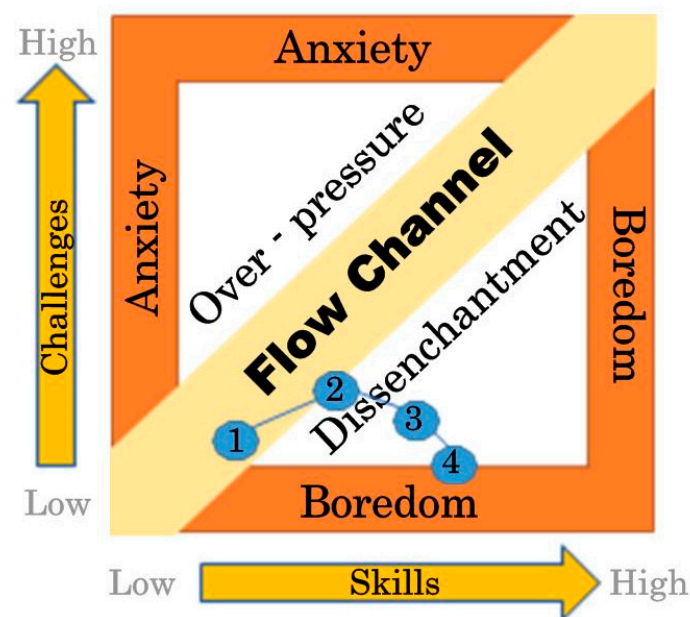 High
Anxiety
Challenges
Anxiety
Over - pressure
Flow Channel
Dissenchantment
Boredom
1
2
3
4
Low
Boredom
Low
Skills
High